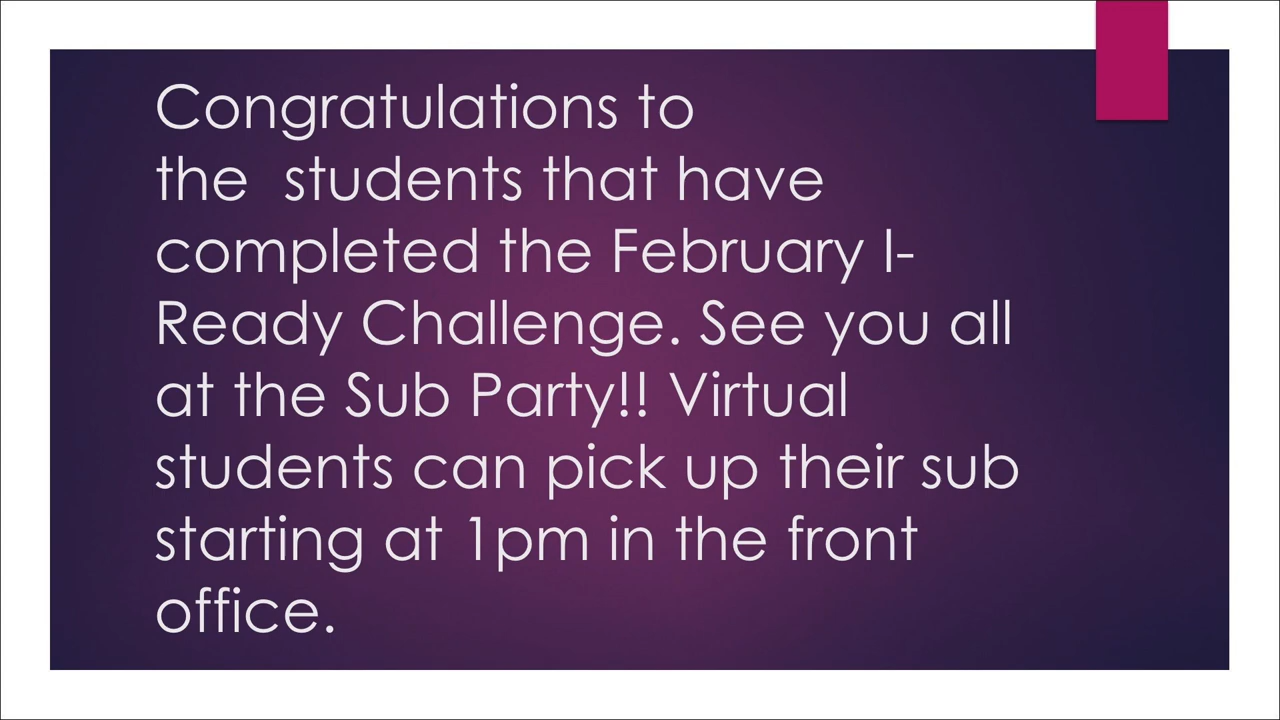 Congratulations to
the  students that have
completed the February I-
Ready Challenge. See you all
at the Sub Party!! Virtual
students can pick up their sub
starting at 1pm in the front
office.